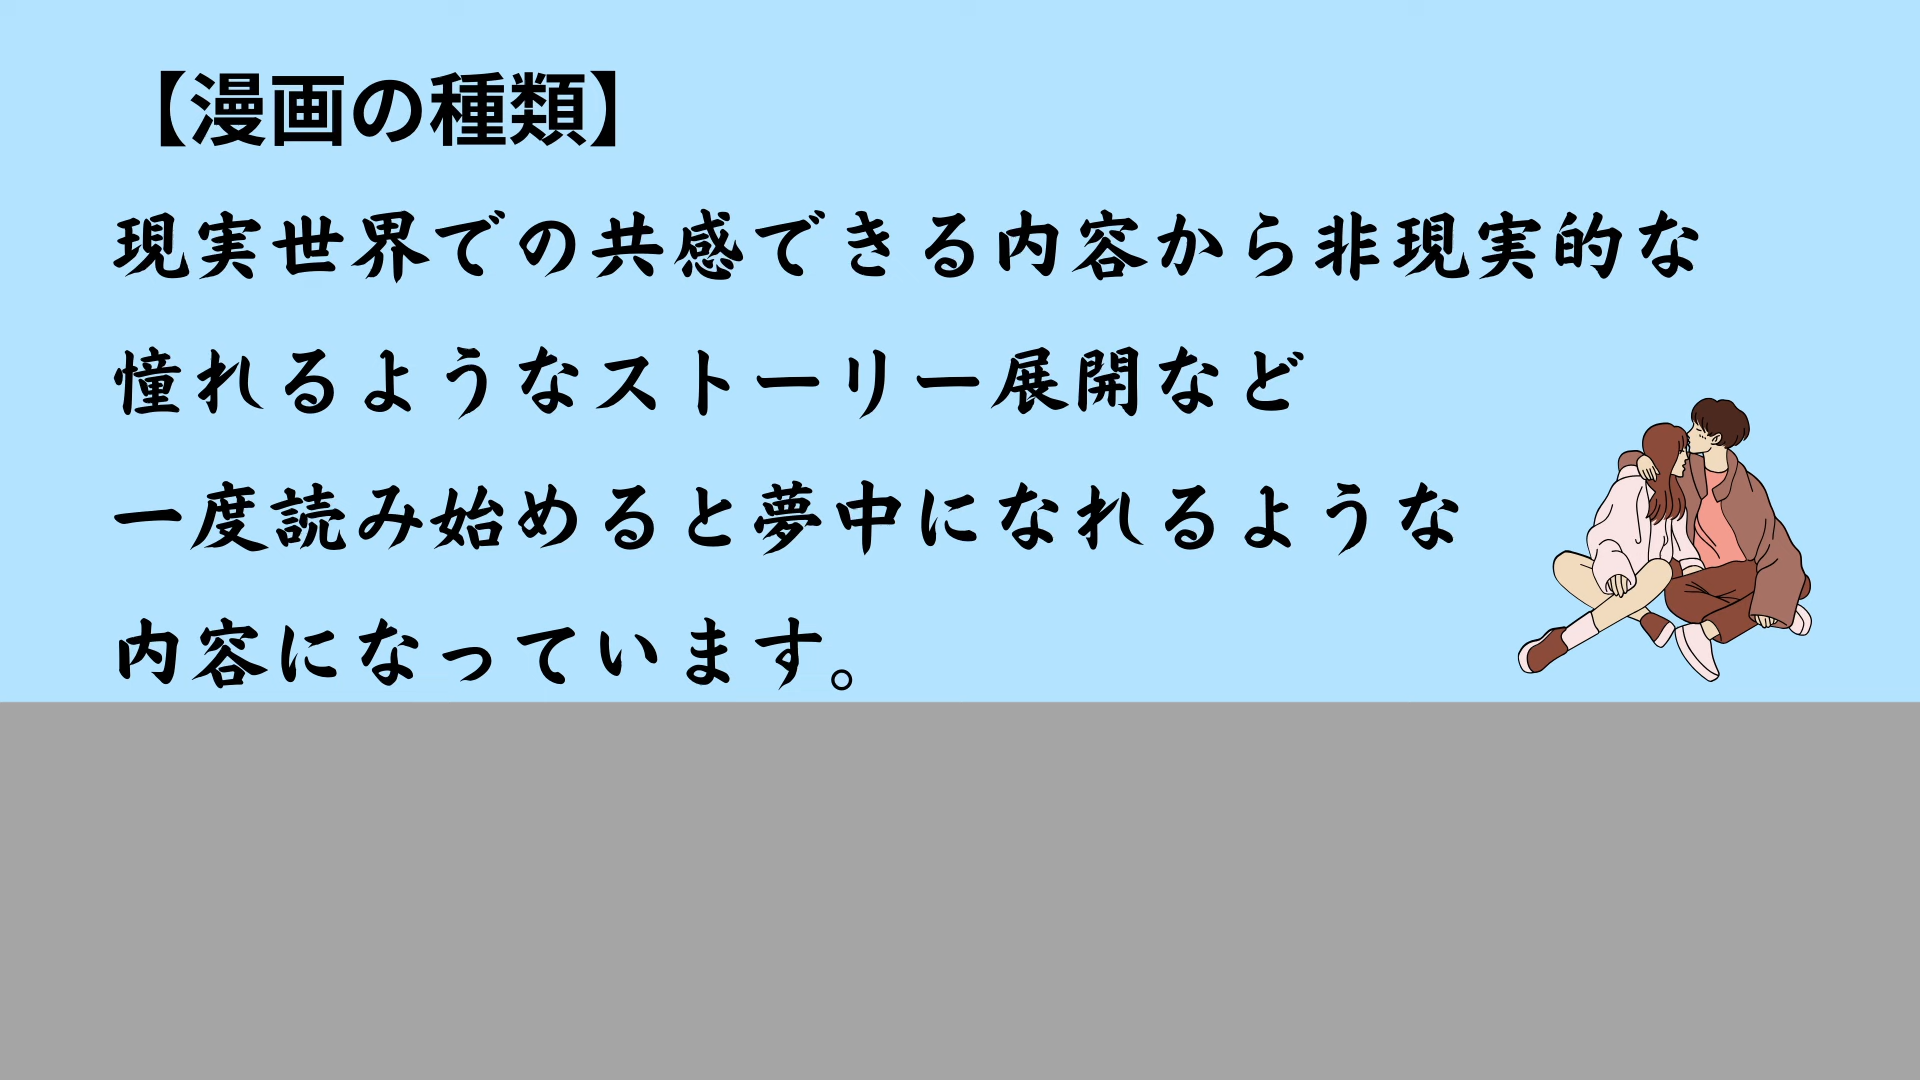 【漫画の種類】
現実世界での共感できる内容から非現実的な
憧れるようなストーリー展開など
一度読み始めると夢中になれるような
内容になっています。